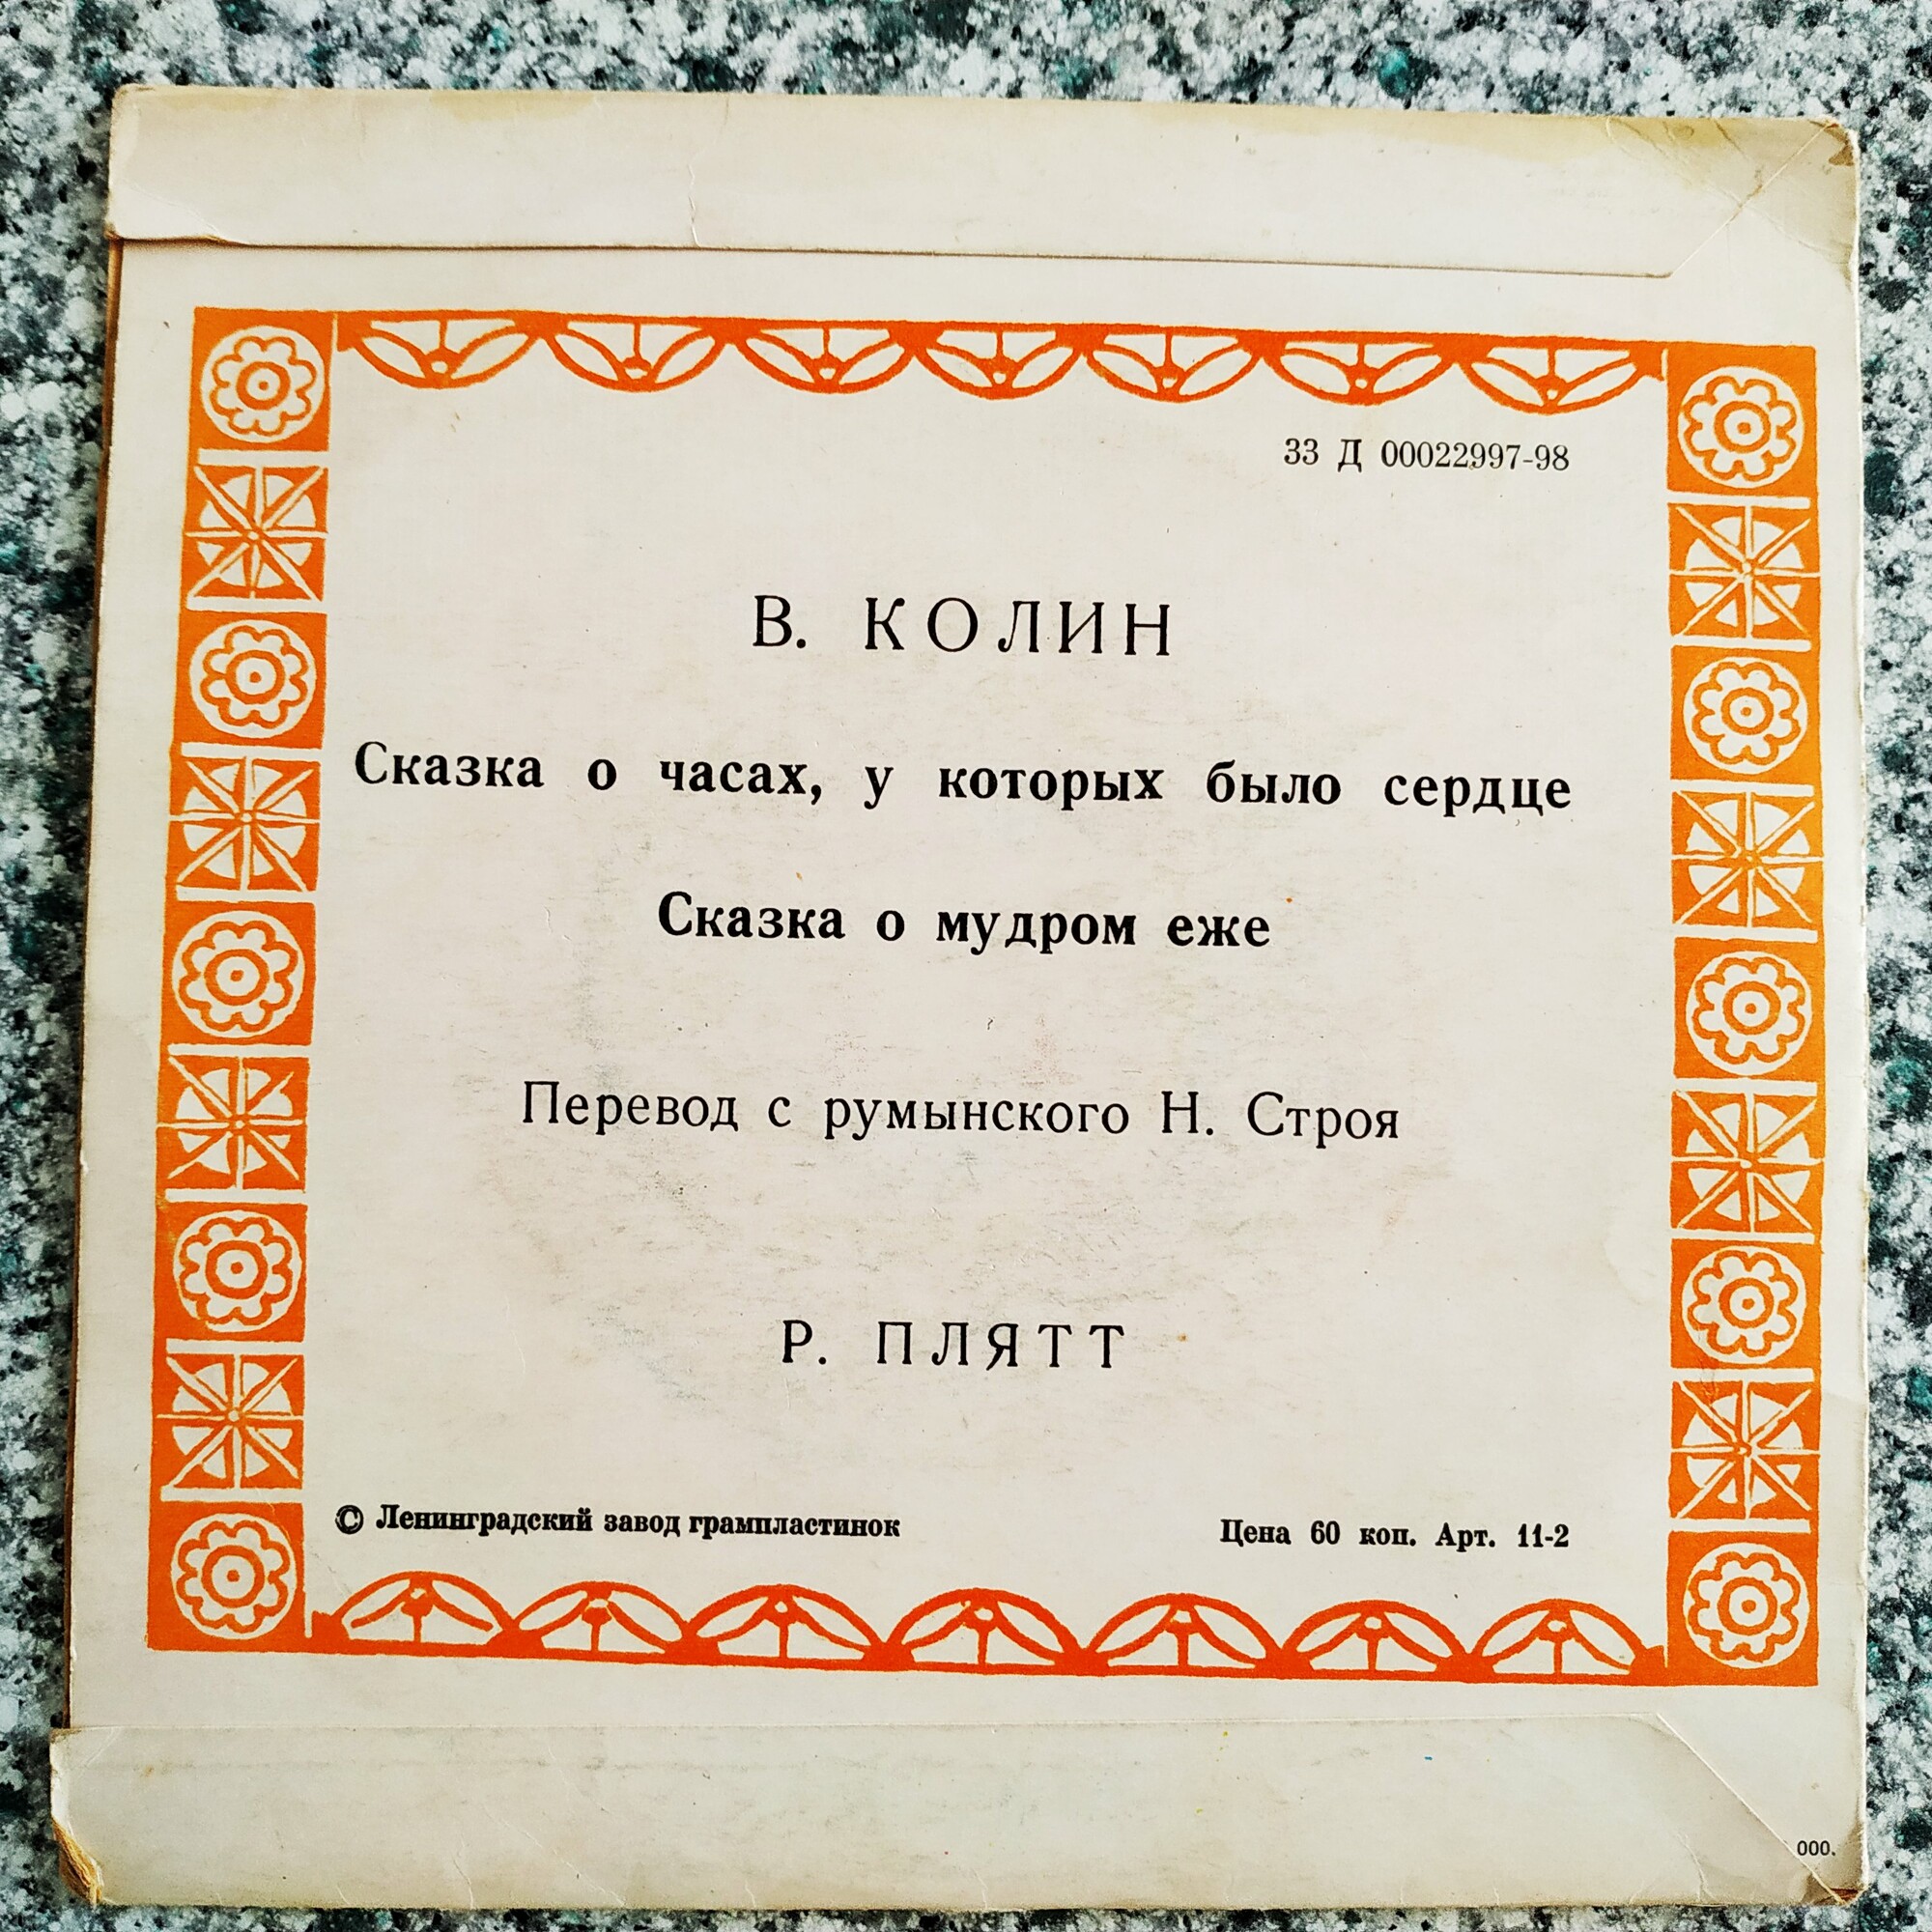 33 Д 00022997-98
В. КОЛИН
Сказка о часах, у которых было сердце
Сказка о мудром еже
Перевод с румынского Н. Строя
Р. ПЛЯТТ
© Ленинградский завод грампластинок
Цена 60 коп. Арт. 11-2
000.